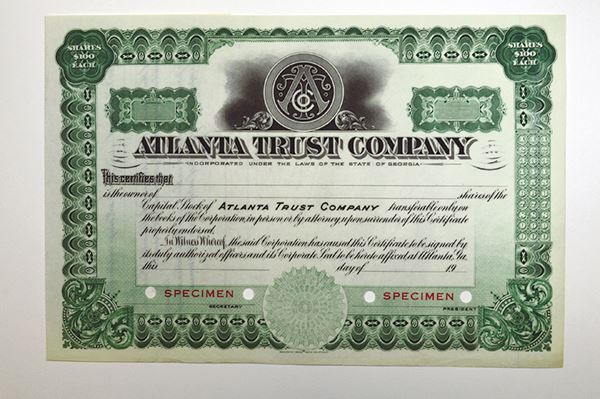 SHARES $100 EACH
SHARES $100 EACH
ATC
ATLANTA TRUST COMPANY
INCORPORATED UNDER THE LAWS OF THE STATE OF GEORGIA
This certifies that
is the owner of shares of the
Capital Stock of ATLANTA TRUST COMPANY transferable only on
the books of the Corporation, in person or by attorney, upon surrender of this Certificate
properly endorsed.
In Witness Whereof, the said Corporation has caused this Certificate to be signed by
its duly authorized officers and its Corporate Seal to be hereto affixed, at Atlanta, Ga.
this day of 19
SPECIMEN SPECIMEN
SECRETARY PRESIDENT